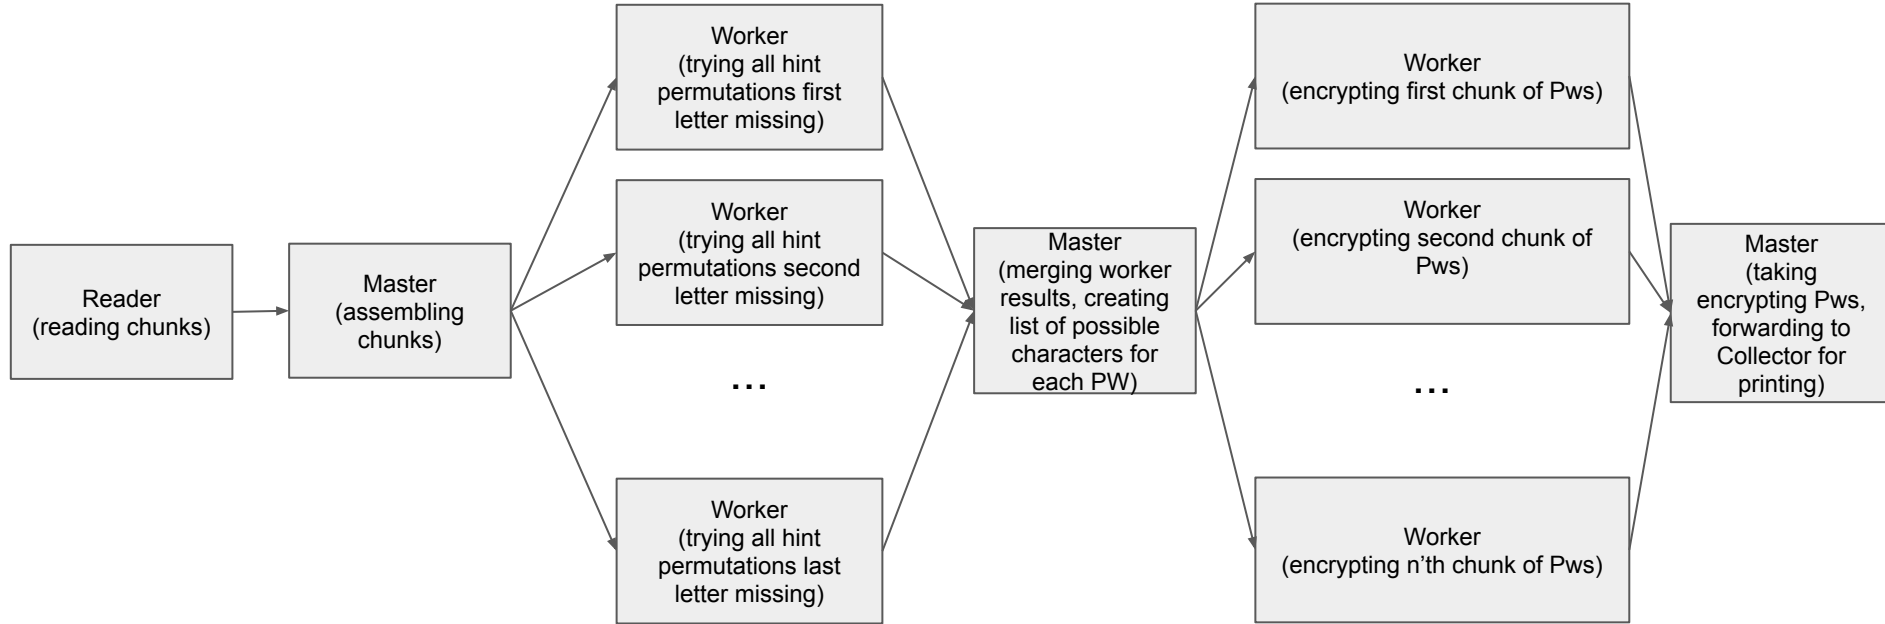 Reader
(reading chunks)
Master
(assembling
chunks)
Worker
(trying all hint
permutations first
letter missing)
Worker
(trying all hint
permutations second
letter missing)
...
Worker
(trying all hint
permutations last
letter missing)
Master
(merging worker
results, creating
list of possible
characters for
each PW)
Worker
(encrypting first chunk of Pws)
Worker
(encrypting second chunk of
Pws)
...
Worker
(encrypting n’th chunk of Pws)
Master
(taking
encrypting Pws,
forwarding to
Collector for
printing)